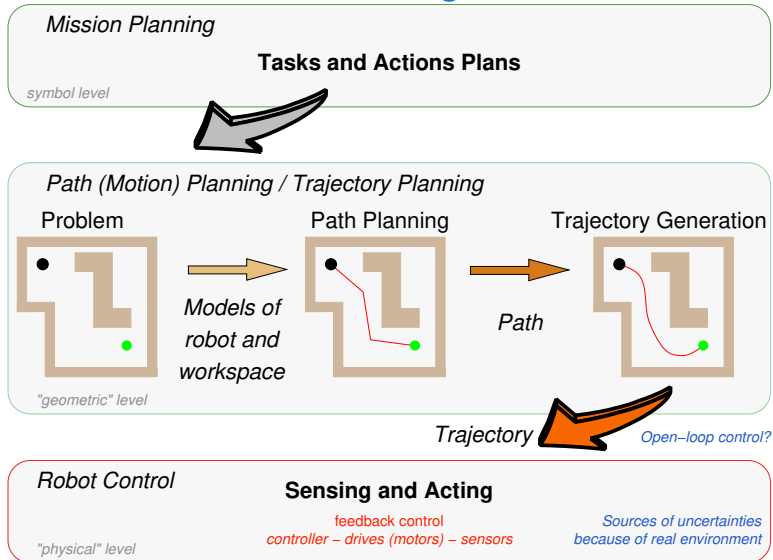 Mission Planning
Tasks and Actions Plans
symbol level
Path (Motion) Planning / Trajectory Planning
Problem
Path Planning
Trajectory Generation
Models of
robot and
workspace
Path
"geometric" level
Trajectory
Open–loop control?
Robot Control
Sensing and Acting
feedback control
controller – drives (motors) – sensors
Sources of uncertainties
because of real environment
"physical" level